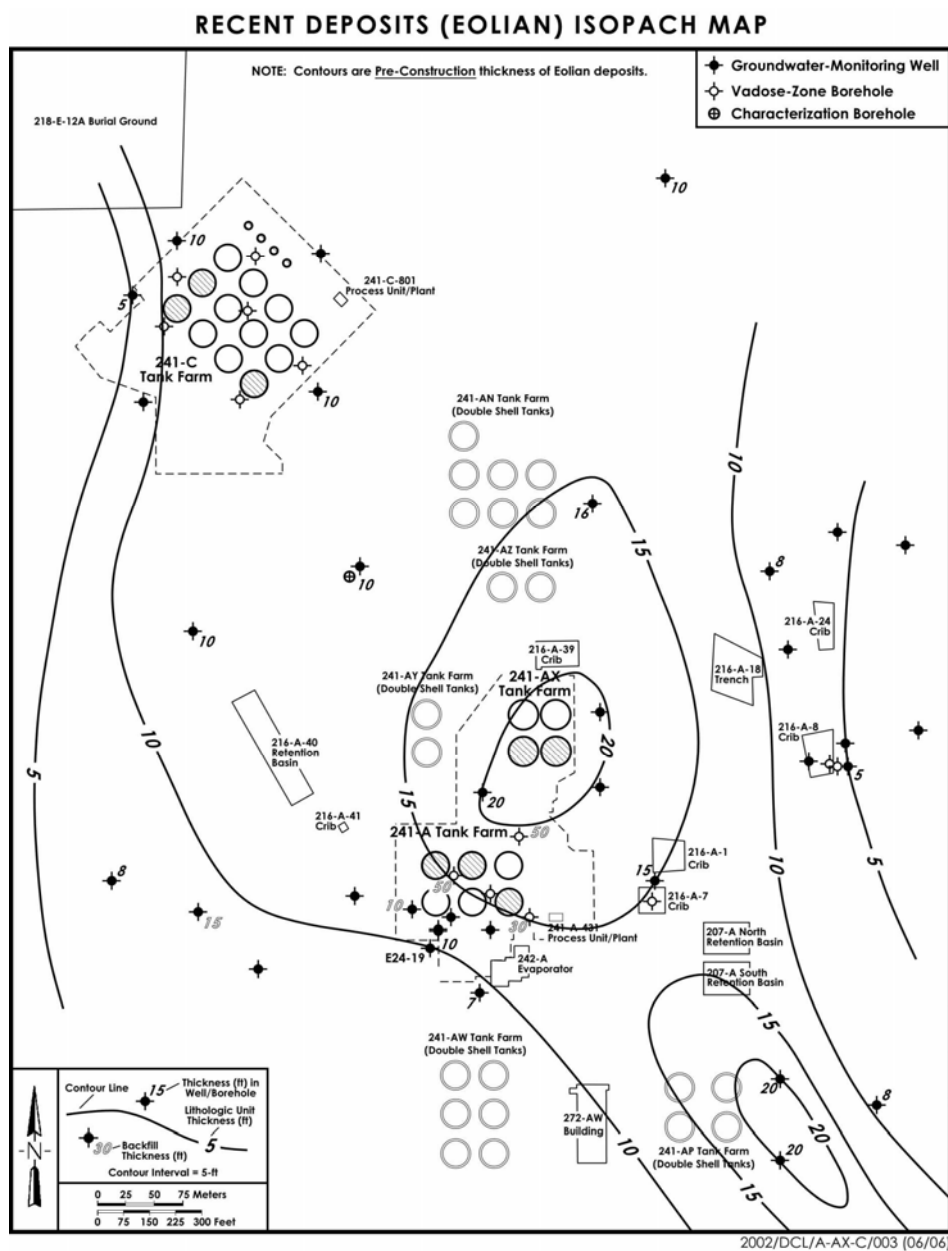 RECENT DEPOSITS (EOLIAN) ISOPACH MAP
NOTE: Contours are Pre-Construction thickness of Eolian deposits.
Groundwater-Monitoring Well
Vadose-Zone Borehole
Characterization Borehole
218-E-12A Burial Ground
10
10
241-C-801
Process Unit/Plant
5
241-C
Tank Farm
10
241-AN Tank Farm
(Double Shell Tanks)
10
16
15
241-AZ Tank Farm
(Double Shell Tanks)
8
10
216-A-24
Crib
10
216-A-39
Crib
216-A-18
Trench
241-AY Tank Farm
(Double Shell Tanks)
241-AX
Tank Farm
216-A-8
Crib
10
216-A-40
Retention
Basin
20
5
5
15
20
216-A-41
Crib
241-A Tank Farm
50
216-A-1
Crib
10
5
8
50
15
216-A-7
Crib
15
10
30
241-A-431
Process Unit/Plant
207-A North
Retention Basin
10
E24-19
242-A
Evaporator
207-A South
Retention Basin
7
15
241-AW Tank Farm
(Double Shell Tanks)
20
8
20
272-AW
Building
10
241-AP Tank Farm
(Double Shell Tanks)
20
15
Contour Line
15
Thickness (ft) in
Well/Borehole
Lithologic Unit
Thickness (ft)
5
30
Backfill
Thickness (ft)
Contour Interval = 5-ft
N
0 25 50 75 Meters
0 75 150 225 300 Feet
2002/DCL/A-AX-C/003 (06/06)